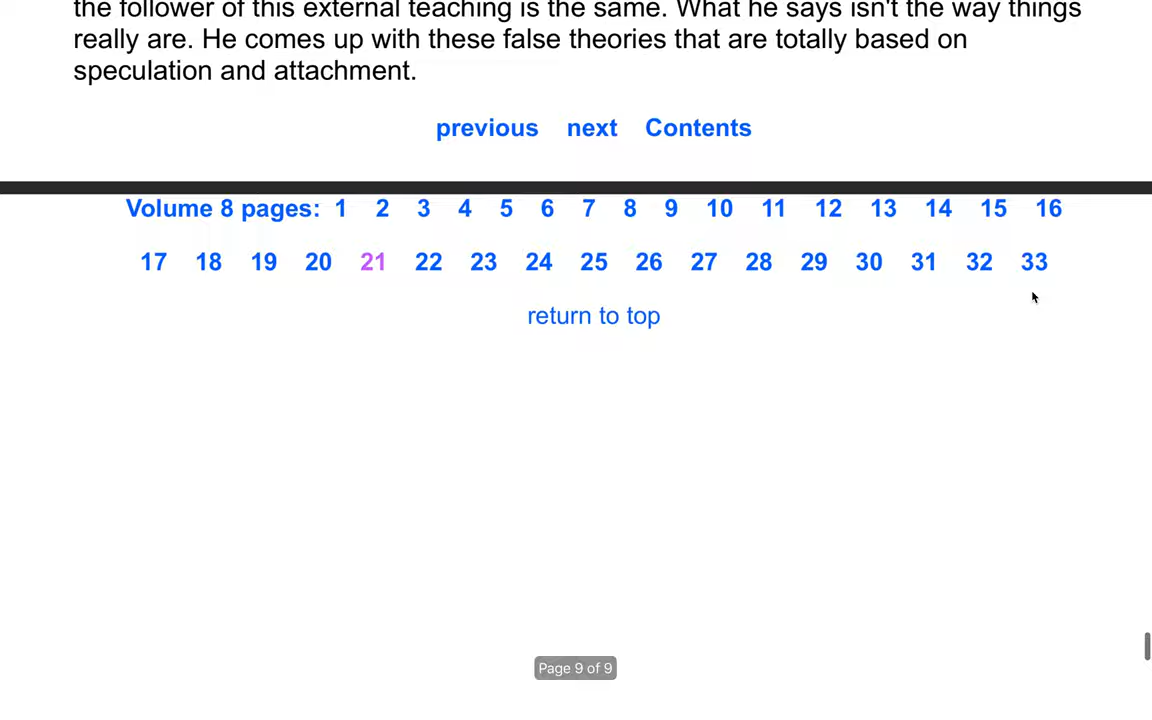 the follower of this external teaching is the same. What he says isn't the way things
really are. He comes up with these false theories that are totally based on
speculation and attachment.
previous next Contents
Volume 8 pages: 1 2 3 4 5 6 7 8 9 10 11 12 13 14 15 16
17 18 19 20 21 22 23 24 25 26 27 28 29 30 31 32 33
return to top
Page 9 of 9